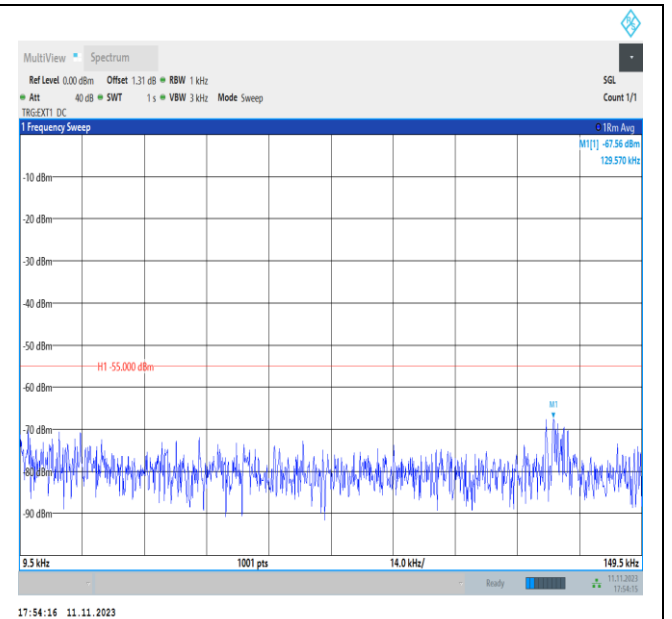 MultiView Spectrum
Ref Level 0.00 dBm Offset 1.31 dB RBW 1 kHz SGL
Att 40 dB SWT 1 s VBW 3 kHz Mode Sweep Count 1/1
TRG:EXT1 DC
1 Frequency Sweep 1Rm Avg
M1[1] -67.56 dBm
129.570 kHz
-10 dBm
-20 dBm
-30 dBm
-40 dBm
-50 dBm
H1 -55.000 dBm
-60 dBm
M1
-70 dBm
-80 dBm
-90 dBm
9.5 kHz 1001 pts 14.0 kHz/ 149.5 kHz
Ready 11.11.2023
17:54:15
17:54:16 11.11.2023